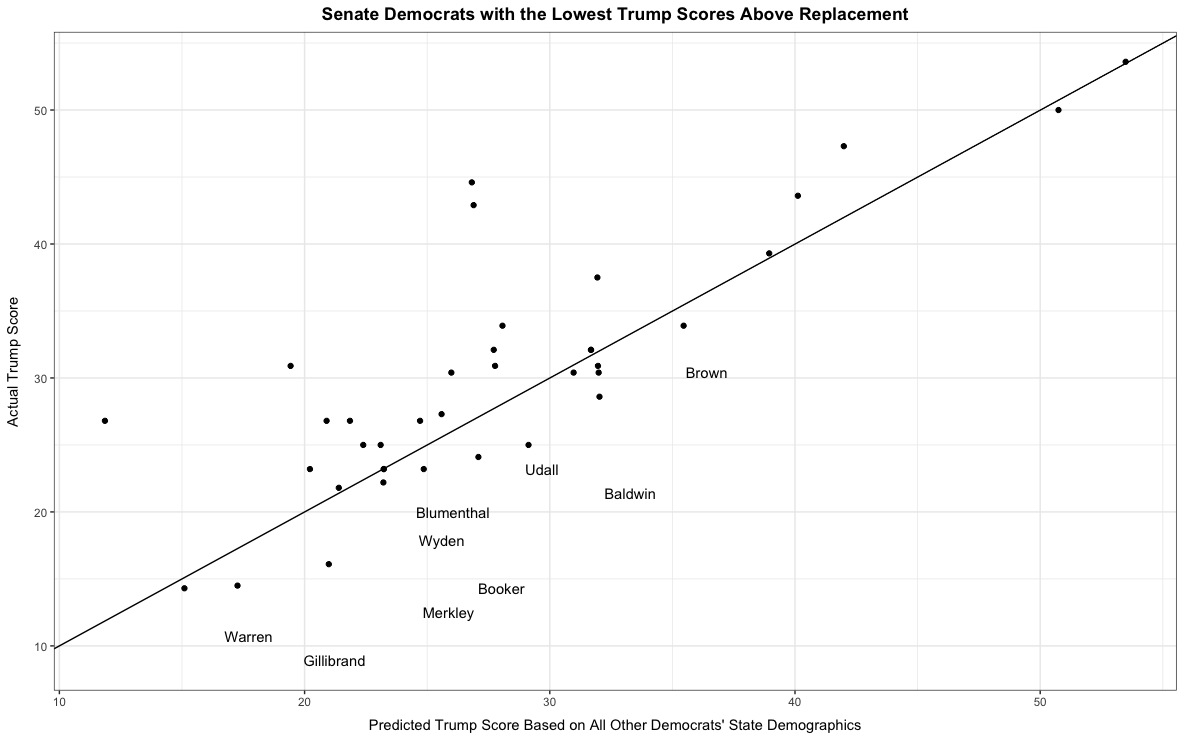 Senate Democrats with the Lowest Trump Scores Above Replacement
Actual Trump Score
50
40
30
20
10
Brown
Udall
Baldwin
Blumenthal
Wyden
Booker
Merkley
Warren
Gillibrand
10 20 30 40 50
Predicted Trump Score Based on All Other Democrats' State Demographics